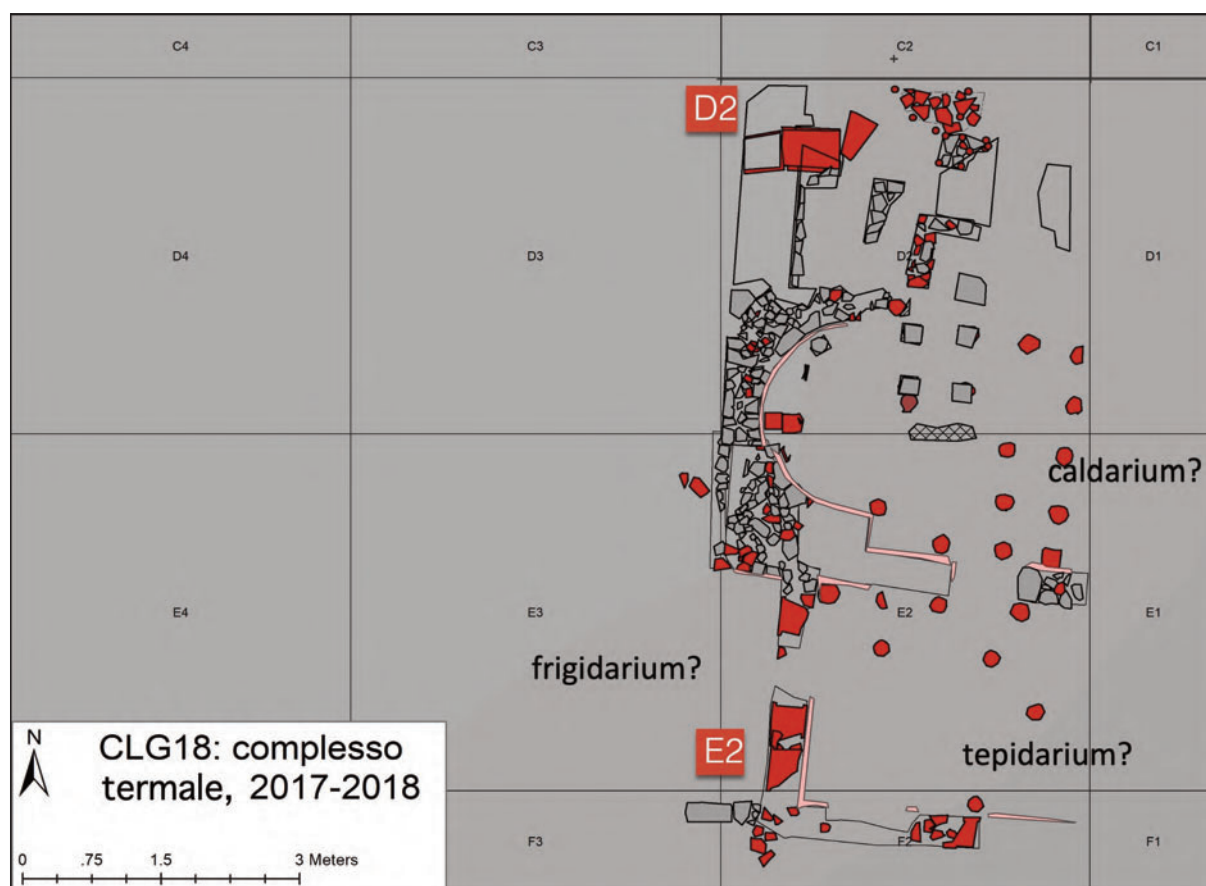 C4 C3 C2 C1
D2
D4 D3 D2 D1
caldarium?
E4 E3 E2 E1
frigidarium?
E2 tepidarium?
N
CLG18: complesso
termale, 2017-2018
F3 F2 F1
0 .75 1.5 3 Meters